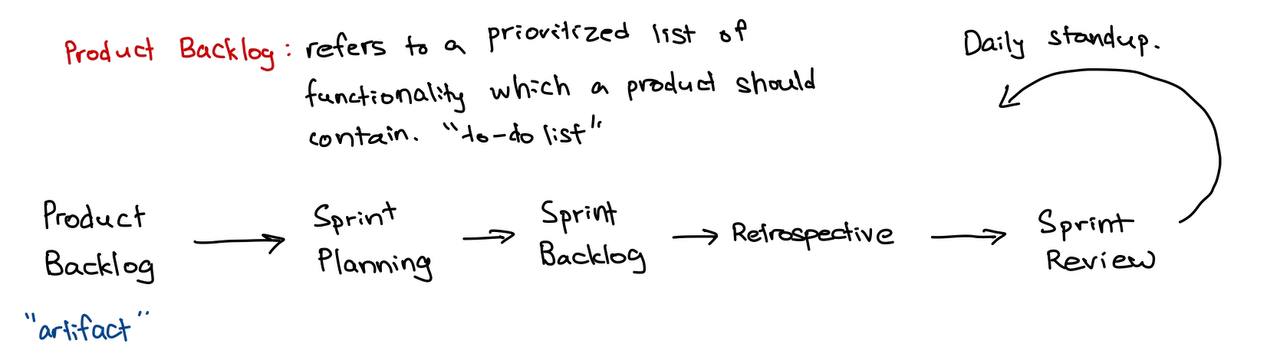 Product Backlog : refers to a prioritized list of
functionality which a product should
contain. "to-do list"
Daily standup.
Product
Backlog
"artifact"
Sprint
Planning
Sprint
Backlog
Retrospective
Sprint
Review